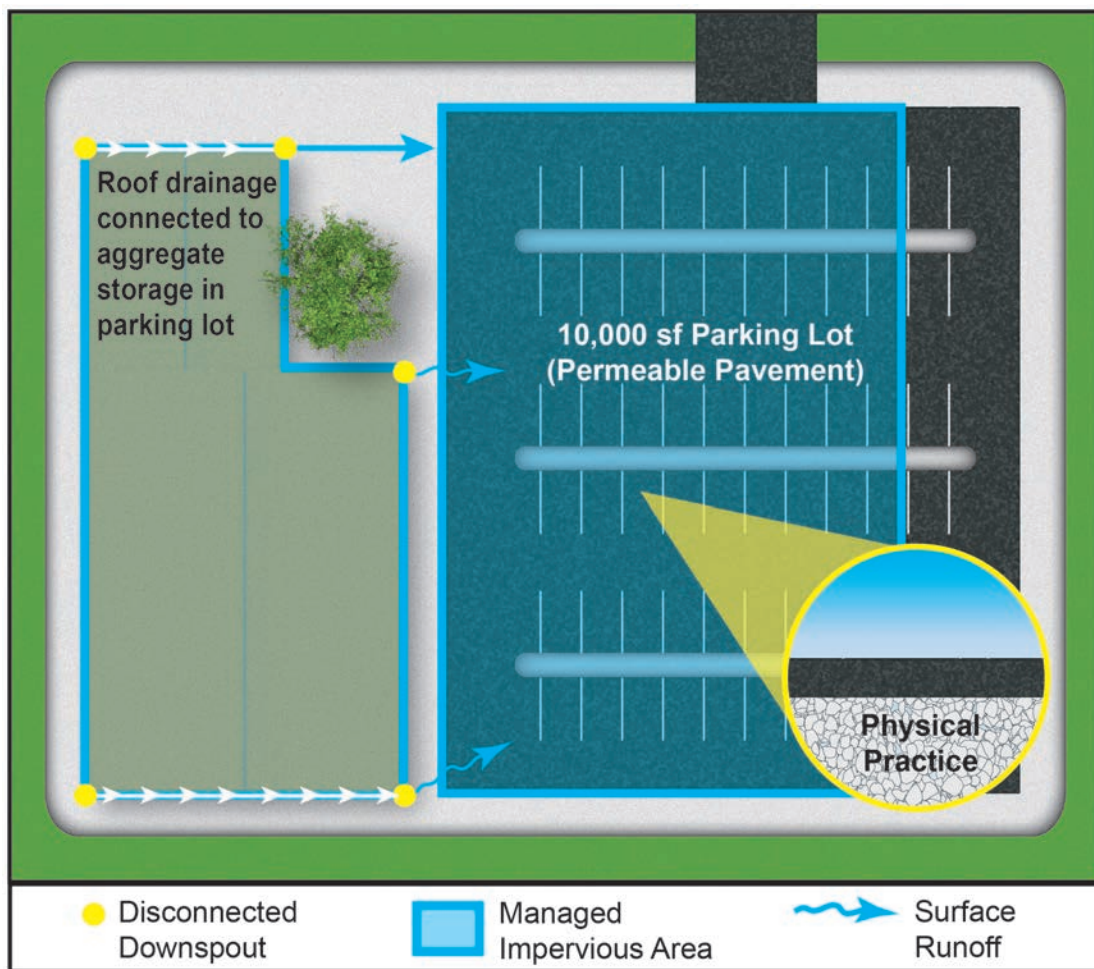 Roof drainage
connected to
aggregate
storage in
parking lot
10,000 sf Parking Lot
(Permeable Pavement)
Physical
Practice
Disconnected
Downspout
Managed
Impervious Area
Surface
Runoff